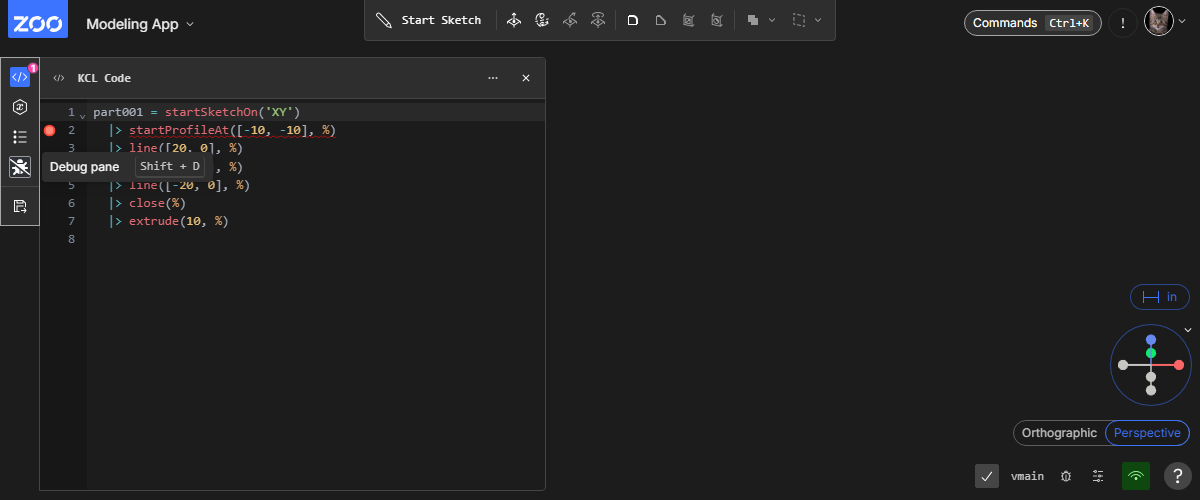 ZOO Modeling App Start Sketch Commands Ctrl+K !
1
KCL Code
1 part001 = startSketchOn('XY')
2 |> startProfileAt([-10, -10], %)
3 |> line([20, 0], %)
Debug pane Shift + D , %)
5 |> line([-20, 0], %)
6 |> close(%)
7 |> extrude(10, %)
8
in
Orthographic Perspective
vmain ?